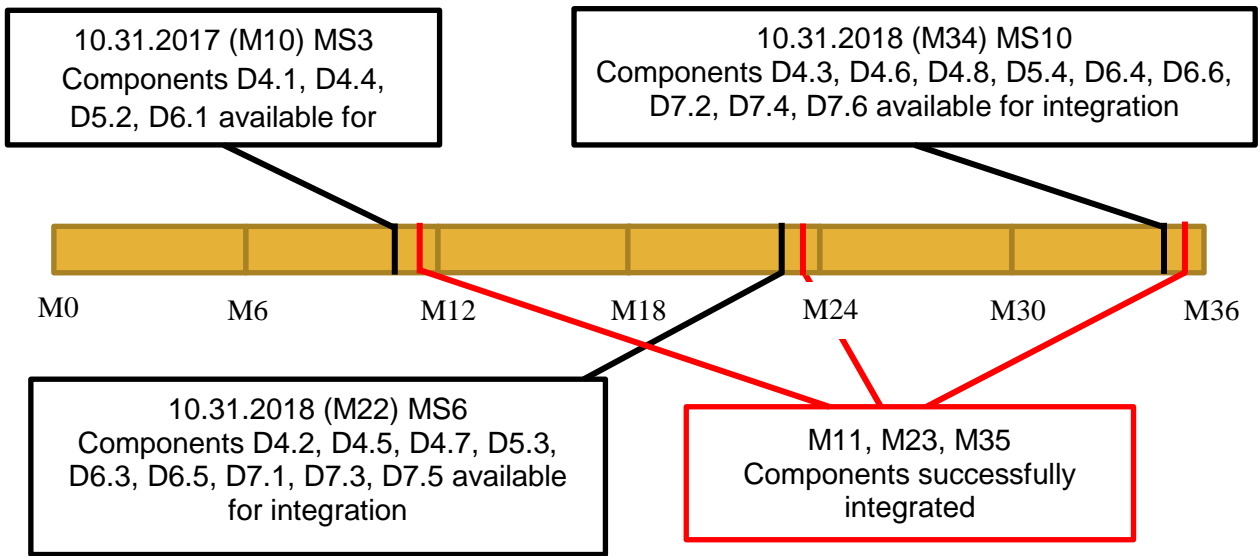 10.31.2017 (M10) MS3
Components D4.1, D4.4,
D5.2, D6.1 available for
10.31.2018 (M34) MS10
Components D4.3, D4.6, D4.8, D5.4, D6.4, D6.6,
D7.2, D7.4, D7.6 available for integration
M0
M6
M12
M18
M24
M30
M36
10.31.2018 (M22) MS6
Components D4.2, D4.5, D4.7, D5.3,
D6.3, D6.5, D7.1, D7.3, D7.5 available
for integration
M11, M23, M35
Components successfully
integrated